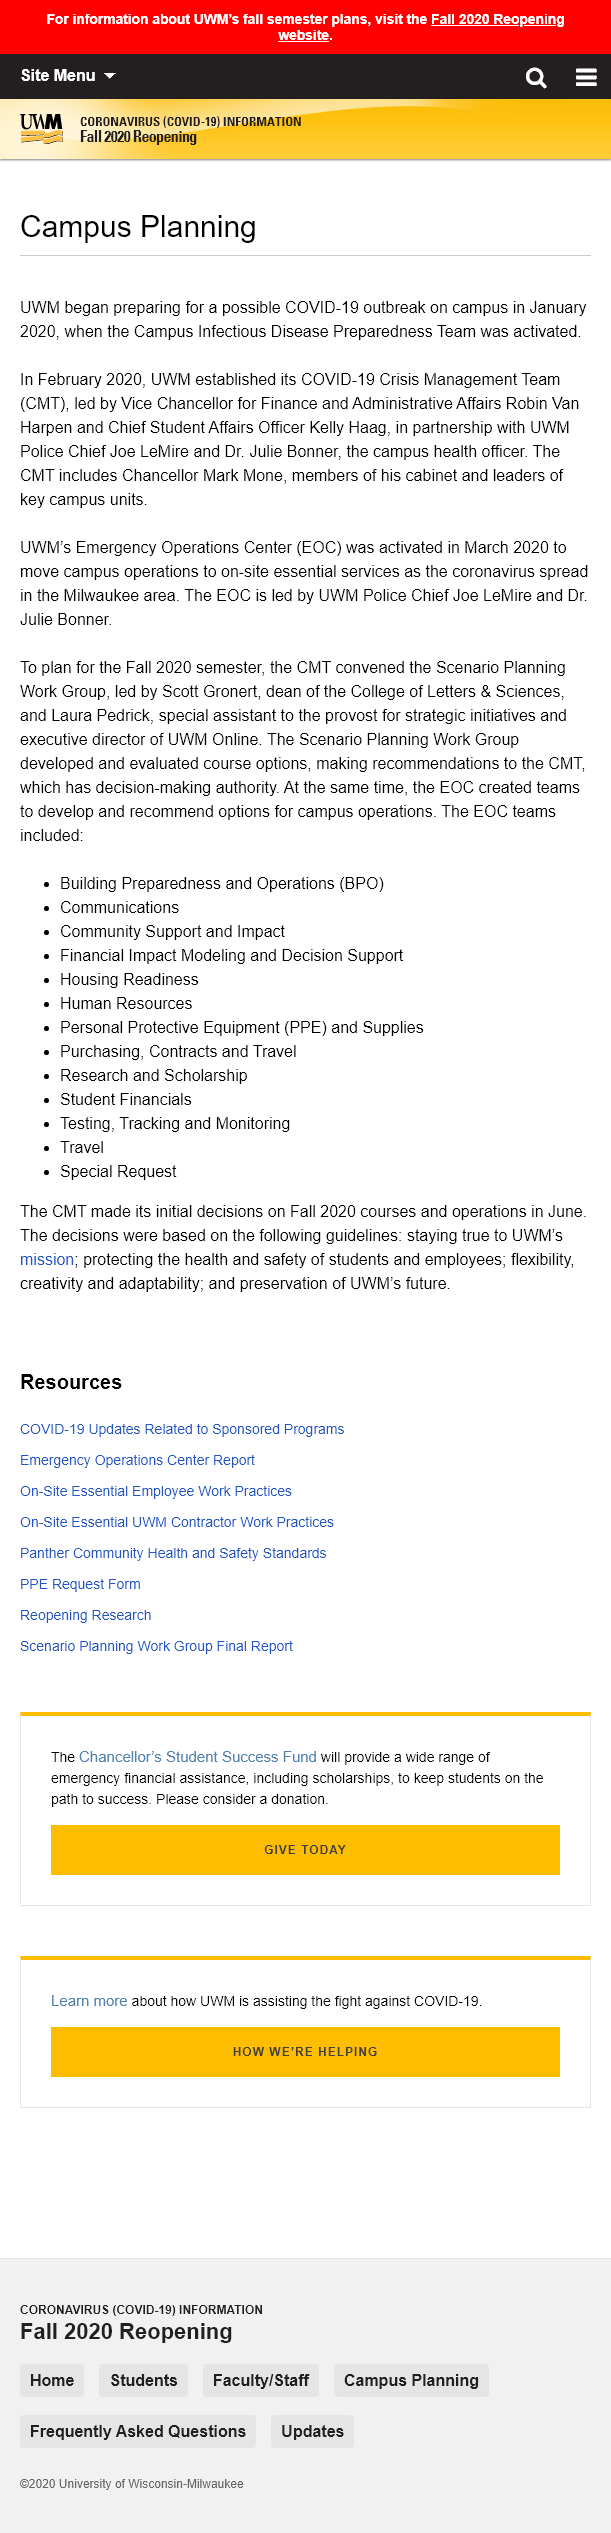 For information about UWM’s fall semester plans, visit the Fall 2020 Reopening
website.
Site Menu
UWM
CORONAVIRUS (COVID-19) INFORMATION
Fall 2020 Reopening
Campus Planning
UWM began preparing for a possible COVID-19 outbreak on campus in January
2020, when the Campus Infectious Disease Preparedness Team was activated.
In February 2020, UWM established its COVID-19 Crisis Management Team
(CMT), led by Vice Chancellor for Finance and Administrative Affairs Robin Van
Harpen and Chief Student Affairs Officer Kelly Haag, in partnership with UWM
Police Chief Joe LeMire and Dr. Julie Bonner, the campus health officer. The
CMT includes Chancellor Mark Mone, members of his cabinet and leaders of
key campus units.
UWM’s Emergency Operations Center (EOC) was activated in March 2020 to
move campus operations to on-site essential services as the coronavirus spread
in the Milwaukee area. The EOC is led by UWM Police Chief Joe LeMire and Dr.
Julie Bonner.
To plan for the Fall 2020 semester, the CMT convened the Scenario Planning
Work Group, led by Scott Gronert, dean of the College of Letters & Sciences,
and Laura Pedrick, special assistant to the provost for strategic initiatives and
executive director of UWM Online. The Scenario Planning Work Group
developed and evaluated course options, making recommendations to the CMT,
which has decision-making authority. At the same time, the EOC created teams
to develop and recommend options for campus operations. The EOC teams
included:
• Building Preparedness and Operations (BPO)
• Communications
• Community Support and Impact
• Financial Impact Modeling and Decision Support
• Housing Readiness
• Human Resources
• Personal Protective Equipment (PPE) and Supplies
• Purchasing, Contracts and Travel
• Research and Scholarship
• Student Financials
• Testing, Tracking and Monitoring
• Travel
• Special Request
The CMT made its initial decisions on Fall 2020 courses and operations in June.
The decisions were based on the following guidelines: staying true to UWM’s
mission; protecting the health and safety of students and employees; flexibility,
creativity and adaptability; and preservation of UWM’s future.
Resources
COVID-19 Updates Related to Sponsored Programs
Emergency Operations Center Report
On-Site Essential Employee Work Practices
On-Site Essential UWM Contractor Work Practices
Panther Community Health and Safety Standards
PPE Request Form
Reopening Research
Scenario Planning Work Group Final Report
The Chancellor’s Student Success Fund will provide a wide range of
emergency financial assistance, including scholarships, to keep students on the
path to success. Please consider a donation.
GIVE TODAY
Learn more about how UWM is assisting the fight against COVID-19.
HOW WE’RE HELPING
CORONAVIRUS (COVID-19) INFORMATION
Fall 2020 Reopening
Home Students Faculty/Staff Campus Planning
Frequently Asked Questions Updates
©2020 University of Wisconsin-Milwaukee